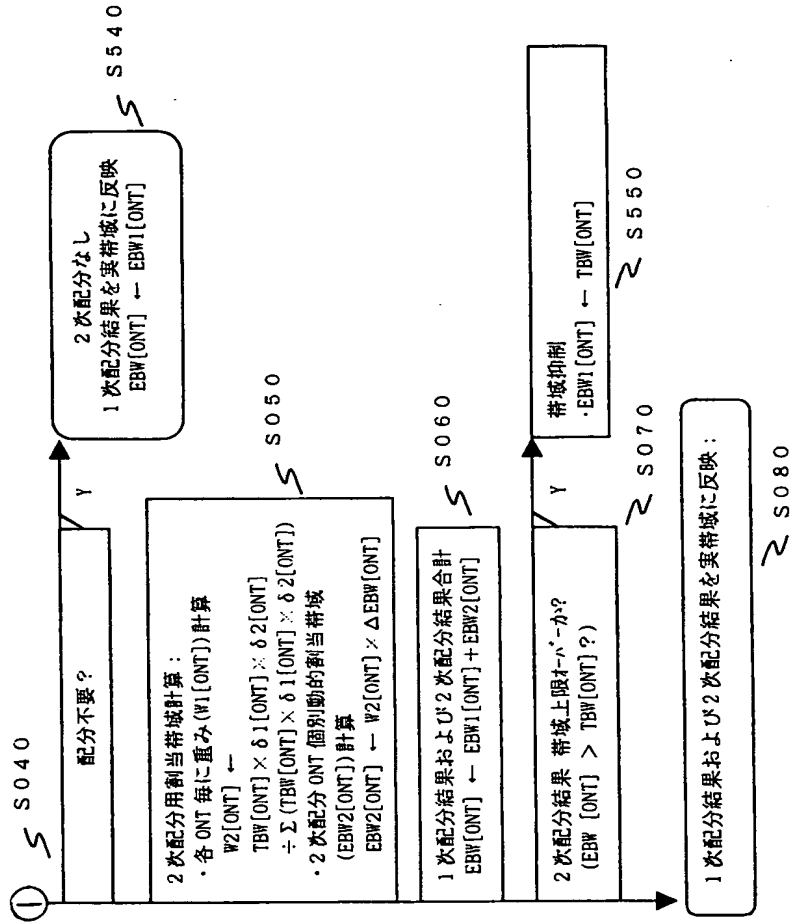 ①
S040
配分不要?
Y
2次配分なし
1次配分結果を実帯域に反映
EBW[ONT] ← EBW1[ONT]
S540
2次配分用割当帯域計算:
・各ONT毎に重み(W1[ONT])計算
W2[ONT] ←
TBW[ONT]×δ1[ONT]×δ2[ONT]
÷Σ(TBW[ONT]×δ1[ONT]×δ2[ONT])
・2次配分ONT個別動的割当帯域
(EBW2[ONT])計算
EBW2[ONT] ← W2[ONT]×ΔEBW[ONT]
S050
1次配分結果および2次配分結果合計
EBW[ONT] ← EBW1[ONT]+EBW2[ONT]
S060
2次配分結果 帯域上限オーバーか?
(EBW [ONT] > TBW[ONT]?)
S070
Y
帯域抑制
・EBW1[ONT] ← TBW[ONT]
S550
1次配分結果および2次配分結果を実帯域に反映:
S080